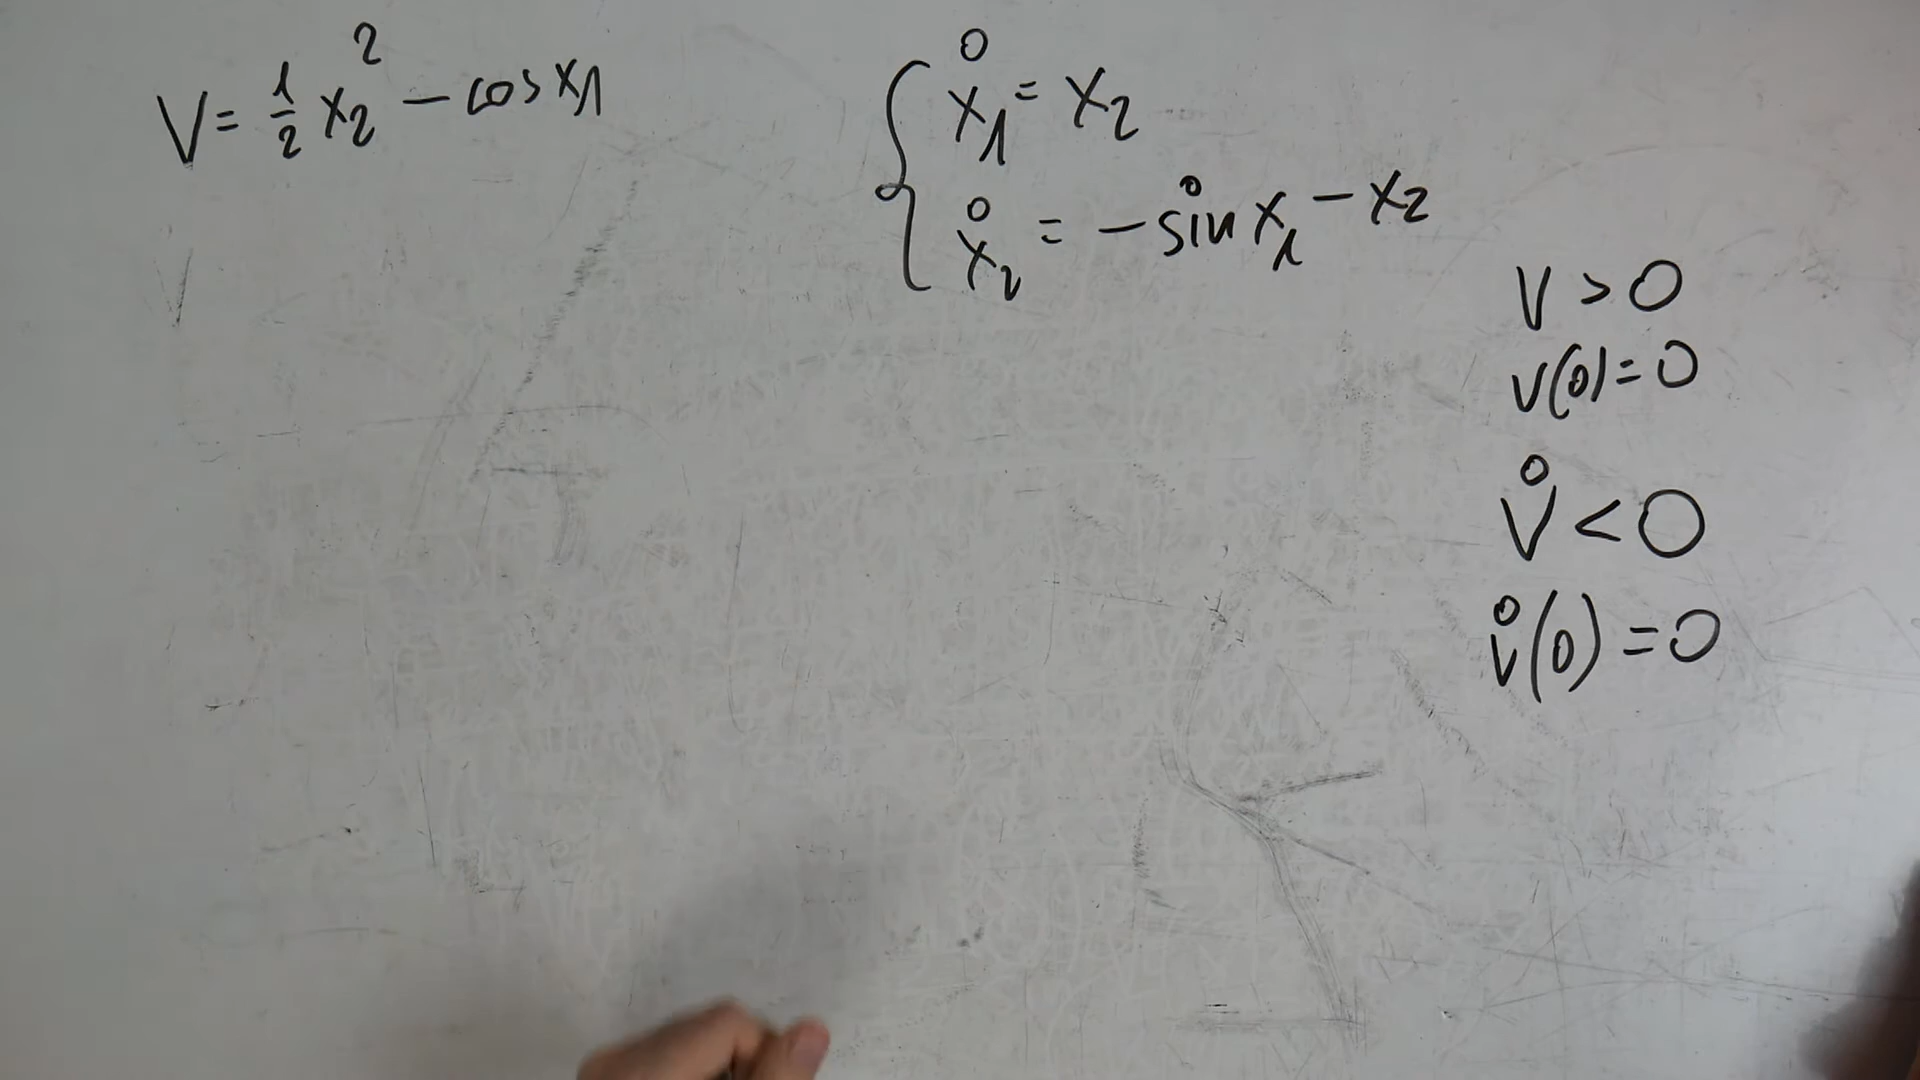 V = 1/2 x₂² - cos x₁
{ ẋ₁ = x₂
ẋ₂ = - sin x₁ - x₂
V > 0
V(0) = 0
V̇ < 0
V̇(0) = 0